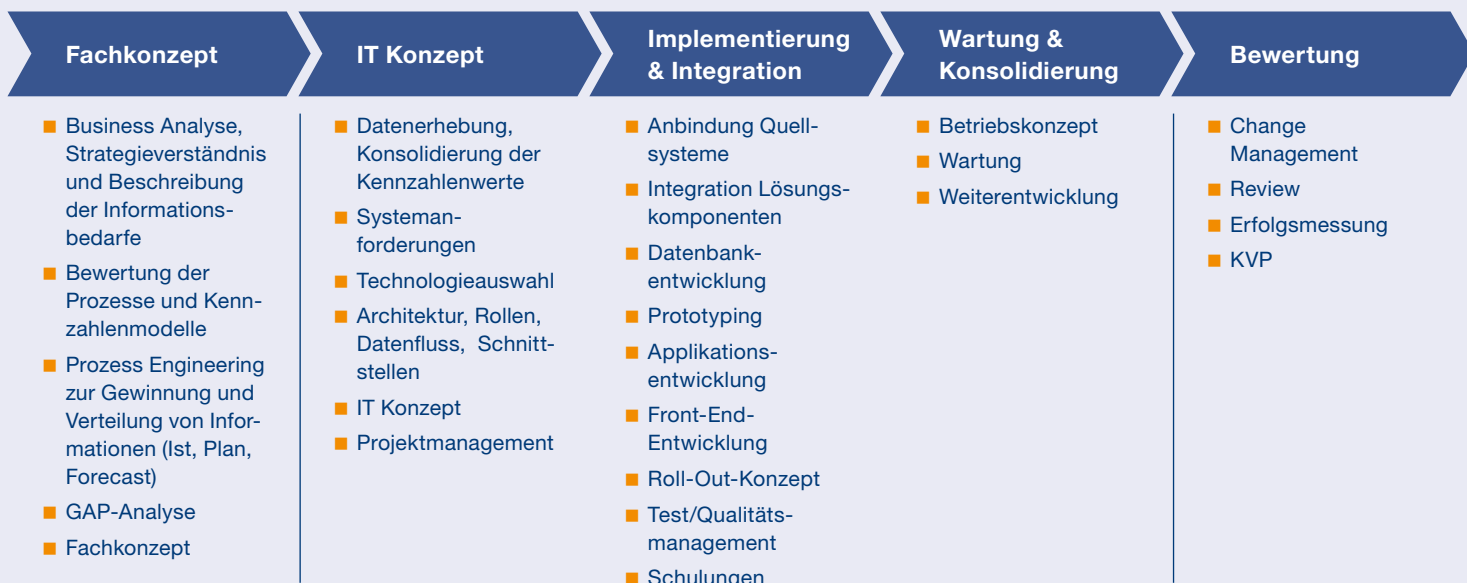 Fachkonzept
Business Analyse,
Strategieverständnis
und Beschreibung
der Informations-
bedarfe
Bewertung der
Prozesse und Kenn-
zahlenmodelle
Prozess Engineering
zur Gewinnung und
Verteilung von Infor-
mationen (Ist, Plan,
Forecast)
GAP-Analyse
Fachkonzept
IT Konzept
Datenerhebung,
Konsolidierung der
Kennzahlenwerte
Systeman-
forderungen
Technologieauswahl
Architektur, Rollen,
Datenfluss, Schnitt-
stellen
IT Konzept
Projektmanagement
Implementierung
& Integration
Anbindung Quell-
systeme
Integration Lösungs-
komponenten
Datenbank-
entwicklung
Prototyping
Applikations-
entwicklung
Front-End-
Entwicklung
Roll-Out-Konzept
Test/Qualitäts-
management
Schulungen
Wartung &
Konsolidierung
Betriebskonzept
Wartung
Weiterentwicklung
Bewertung
Change
Management
Review
Erfolgsmessung
KVP